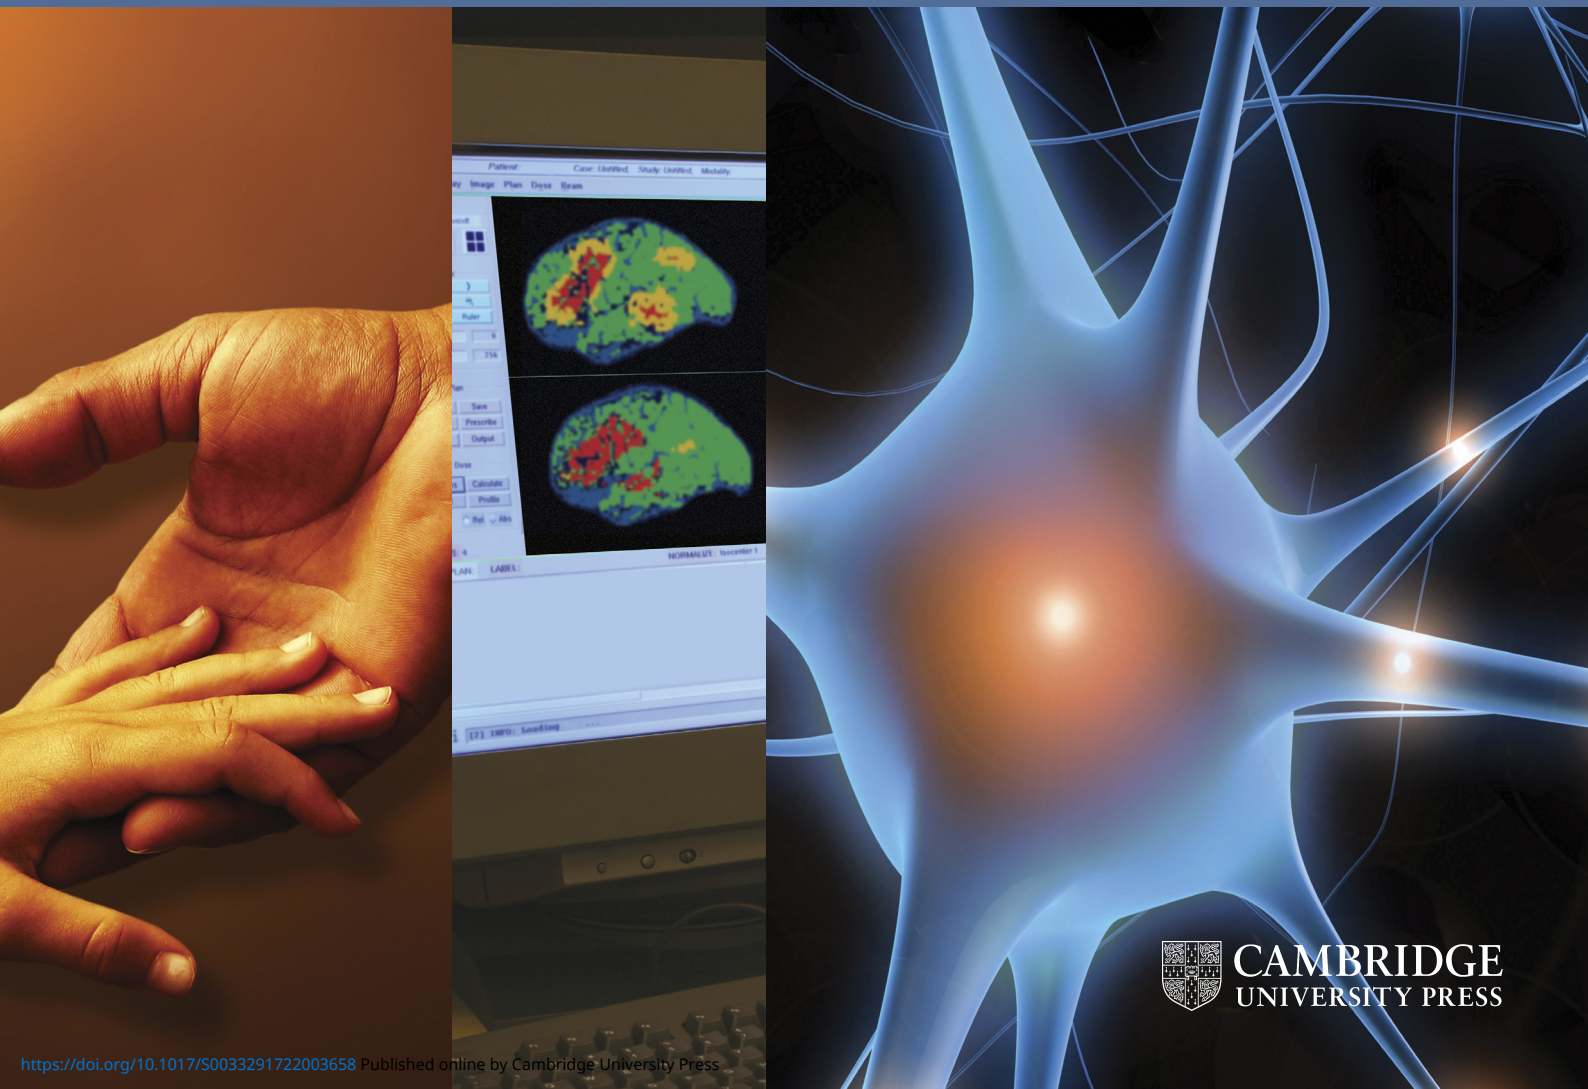 Patient:
Case: Untitled, Study: Untitled, Modality
Image Plan Dose Beam
Ruler
Save
Prescribe
Output
Dose
Calculate
Profile
Rel Abs
NORMALIZE: Isocenter 1
LABEL:
[?] INFO: Loading
CAMBRIDGE
UNIVERSITY PRESS
https://doi.org/10.1017/S0033291722003658 Published online by Cambridge University Press